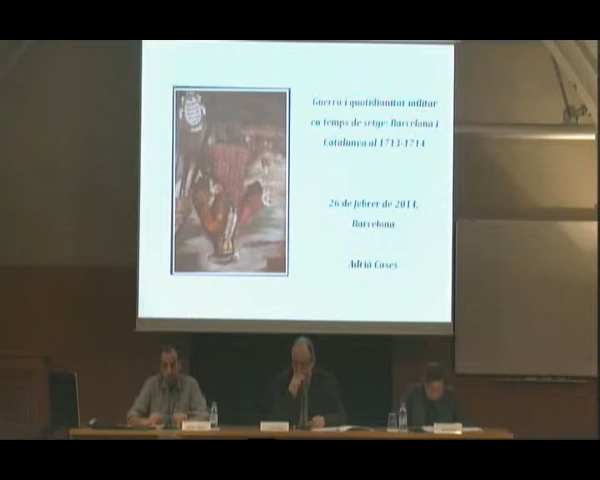 Guerra i quotidianitat militar
en temps de setge: Barcelona i
Catalunya al 1713-1714
26 de febrer de 2014,
Barcelona
Adrià Cases